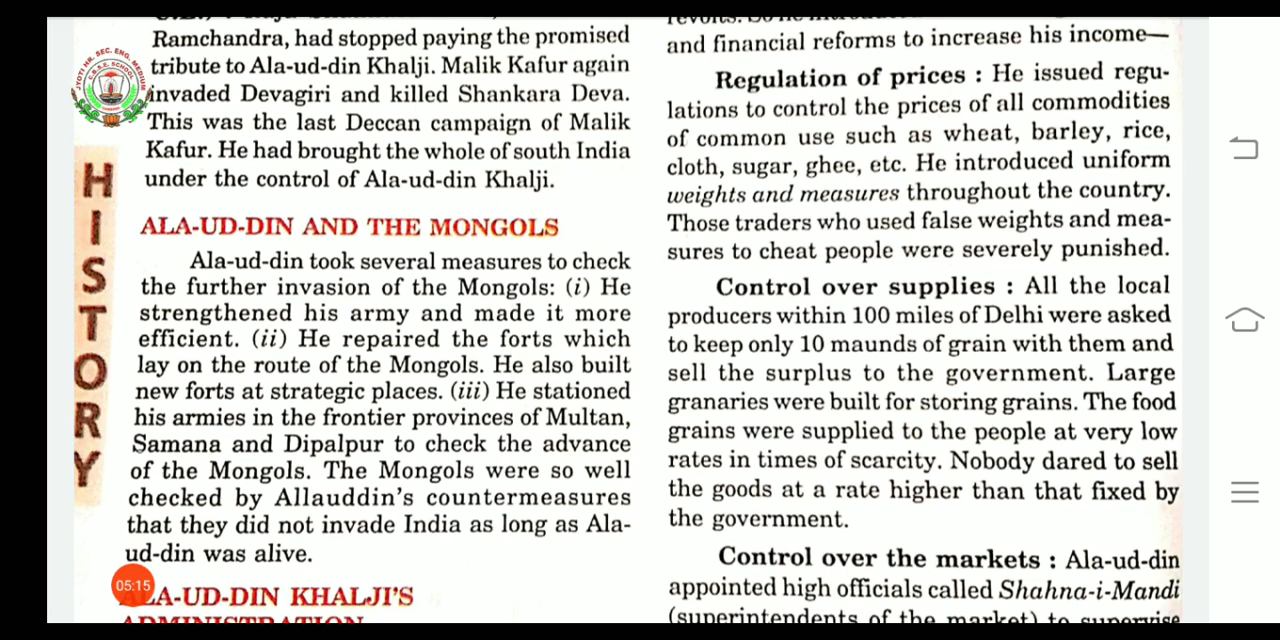 Ramchandra, had stopped paying the promised
tribute to Ala-ud-din Khalji. Malik Kafur again
invaded Devagiri and killed Shankara Deva.
This was the last Deccan campaign of Malik
Kafur. He had brought the whole of south India
under the control of Ala-ud-din Khalji.
ALA-UD-DIN AND THE MONGOLS
Ala-ud-din took several measures to check
the further invasion of the Mongols: (i) He
strengthened his army and made it more
efficient. (ii) He repaired the forts which
lay on the route of the Mongols. He also built
new forts at strategic places. (iii) He stationed
his armies in the frontier provinces of Multan,
Samana and Dipalpur to check the advance
of the Mongols. The Mongols were so well
checked by Allauddin's countermeasures
that they did not invade India as long as Ala-
ud-din was alive.
ALA-UD-DIN KHALJI'S
ADMINISTRATION
and financial reforms to increase his income—
Regulation of prices : He issued regu-
lations to control the prices of all commodities
of common use such as wheat, barley, rice,
cloth, sugar, ghee, etc. He introduced uniform
weights and measures throughout the country.
Those traders who used false weights and mea-
sures to cheat people were severely punished.
Control over supplies : All the local
producers within 100 miles of Delhi were asked
to keep only 10 maunds of grain with them and
sell the surplus to the government. Large
granaries were built for storing grains. The food
grains were supplied to the people at very low
rates in times of scarcity. Nobody dared to sell
the goods at a rate higher than that fixed by
the government.
Control over the markets : Ala-ud-din
appointed high officials called Shahna-i-Mandi
(superintendents of the market) to supervise
HISTORY
05:15